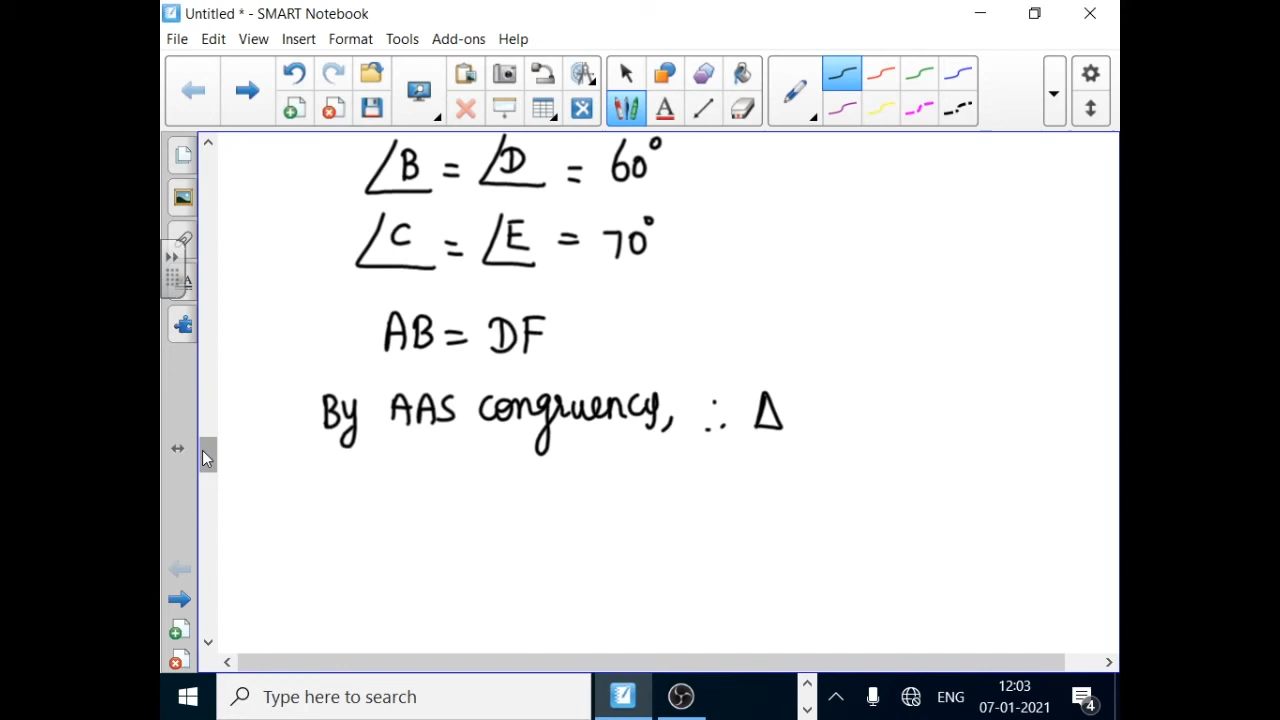 Untitled * - SMART Notebook
File Edit View Insert Format Tools Add-ons Help
∠B = ∠D = 60°
∠C = ∠E = 70°
AB = DF
By AAS congruency, ∴ Δ
Type here to search
ENG
12:03
07-01-2021
4